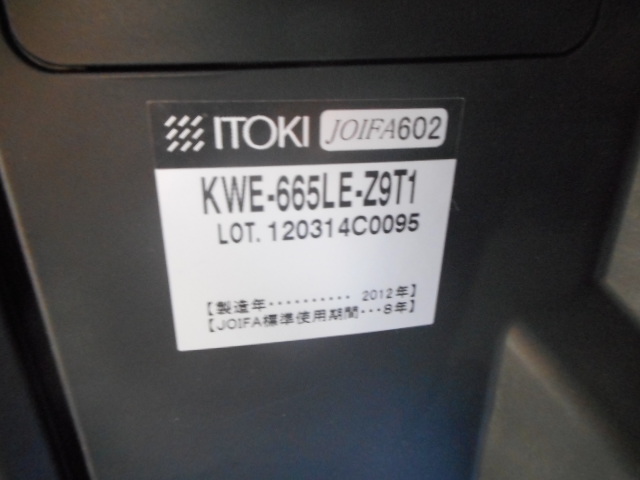 ITOKI JOIFA602
KWE-665LE-Z9T1
LOT. 120314C0095
【製造年‥‥‥‥‥ 2012年】
【JOIFA標準使用期間‥‥8年】